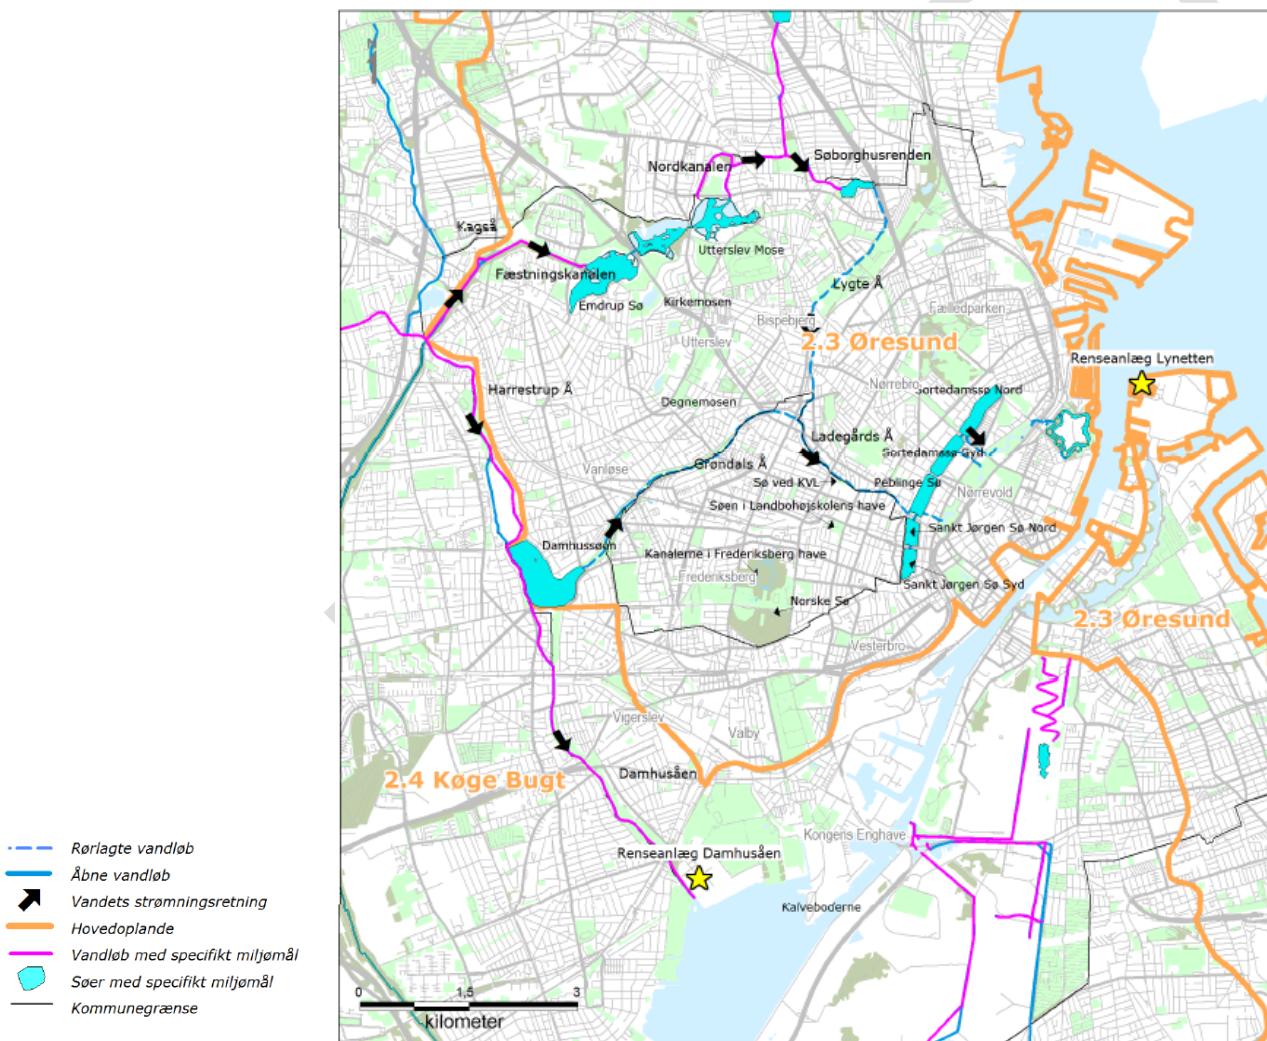 Nordkanalen
Søborghusrenden
Kagså
Utterslev Mose
Fæstningskanalen
Lygte Å
Emdrup Sø
Kirkemosen
Fælledparken
Bispebjerg
2.3 Øresund
Utterslev
Renseanlæg Lynetten
Nørrebro
Sortedamssø Nord
Harrestrup Å
Degnemosen
Ladegårds Å
Sortedamssø Syd
Grøndals Å
Vanløse
Sø ved KVL
Peblinge Sø
Nørrevold
Søen i Landbohøjskolens have
Sankt Jørgen Sø Nord
Damhussøen
Kanalerne i Frederiksberg have
Frederiksberg
Sankt Jørgen Sø Syd
Norske Sø
2.3 Øresund
Vesterbro
Vigerslev
Valby
Damhusåen
2.4 Køge Bugt
Kongens Enghave
Renseanlæg Damhusåen
Kalveboderne
Rørlagte vandløb
Åbne vandløb
Vandets strømningsretning
Hovedoplande
Vandløb med specifikt miljømål
Søer med specifikt miljømål
Kommunegrænse
0 1,5 3
kilometer